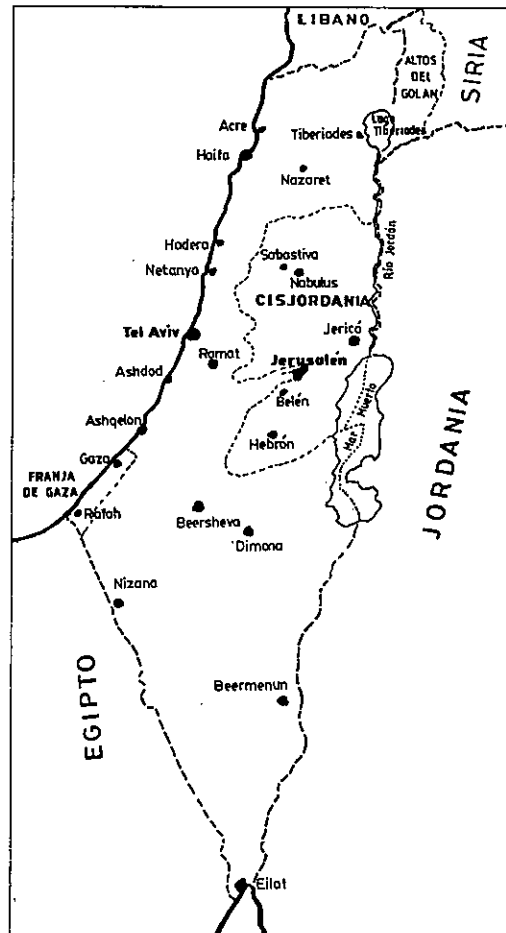 LIBANO
ALTOS
DEL
GOLAN
SIRIA
Lago
Tiberiades
Acre
Tiberiades
Haifa
Nazaret
Hadera
Sabastiva
Netanya
Nabulus
Río Jordán
CISJORDANIA
Tel Aviv
Jericó
Ramat
Jerusalén
Ashdod
Belén
Mar Muerto
Ashqelon
Hebrón
JORDANIA
Gaza
FRANJA
DE GAZA
Rafah
Beersheva
Dimona
Nizana
EGIPTO
Beermenun
Eilat